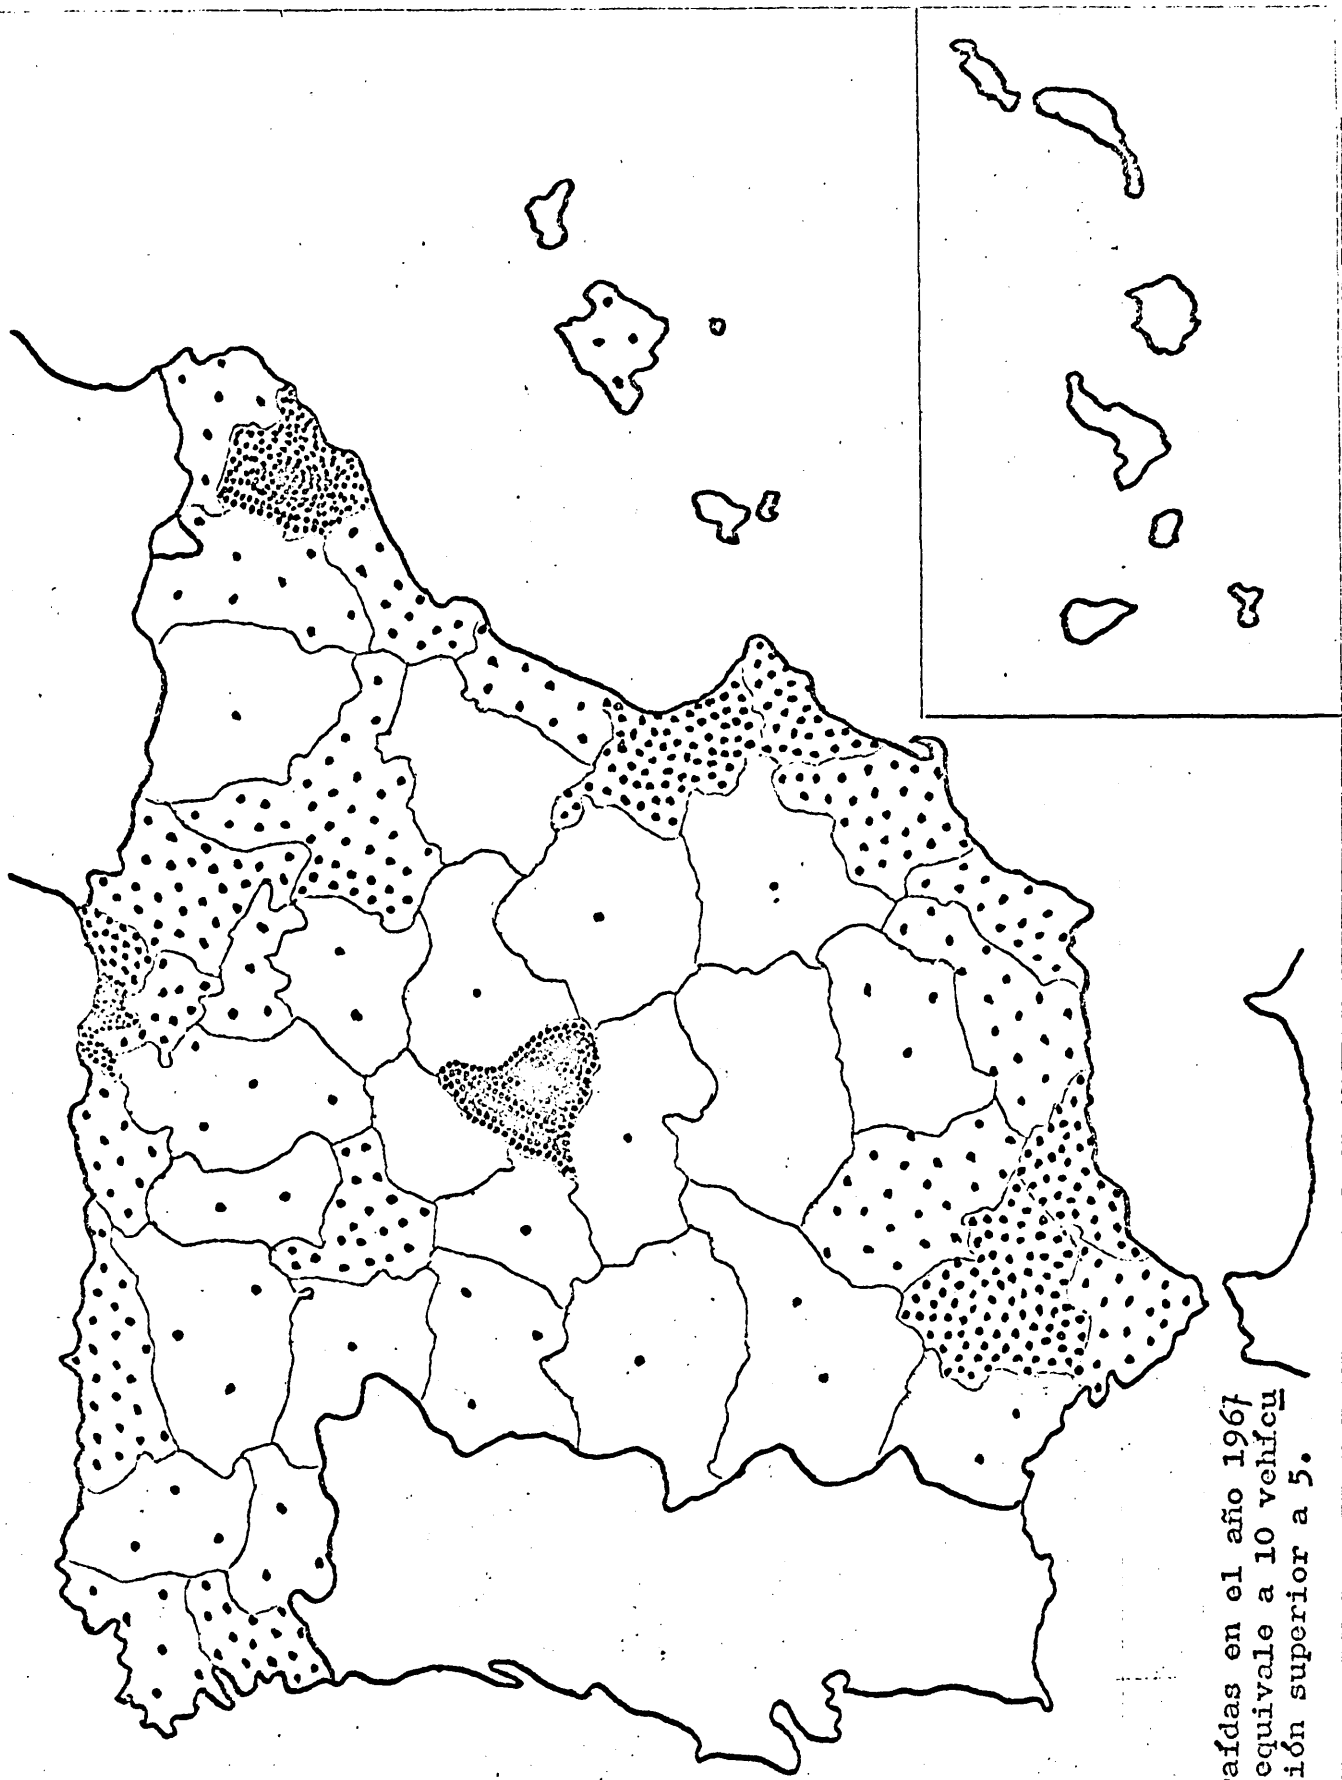 aídas en el año 1967
equivale a 10 vehícu
ión superior a 5.